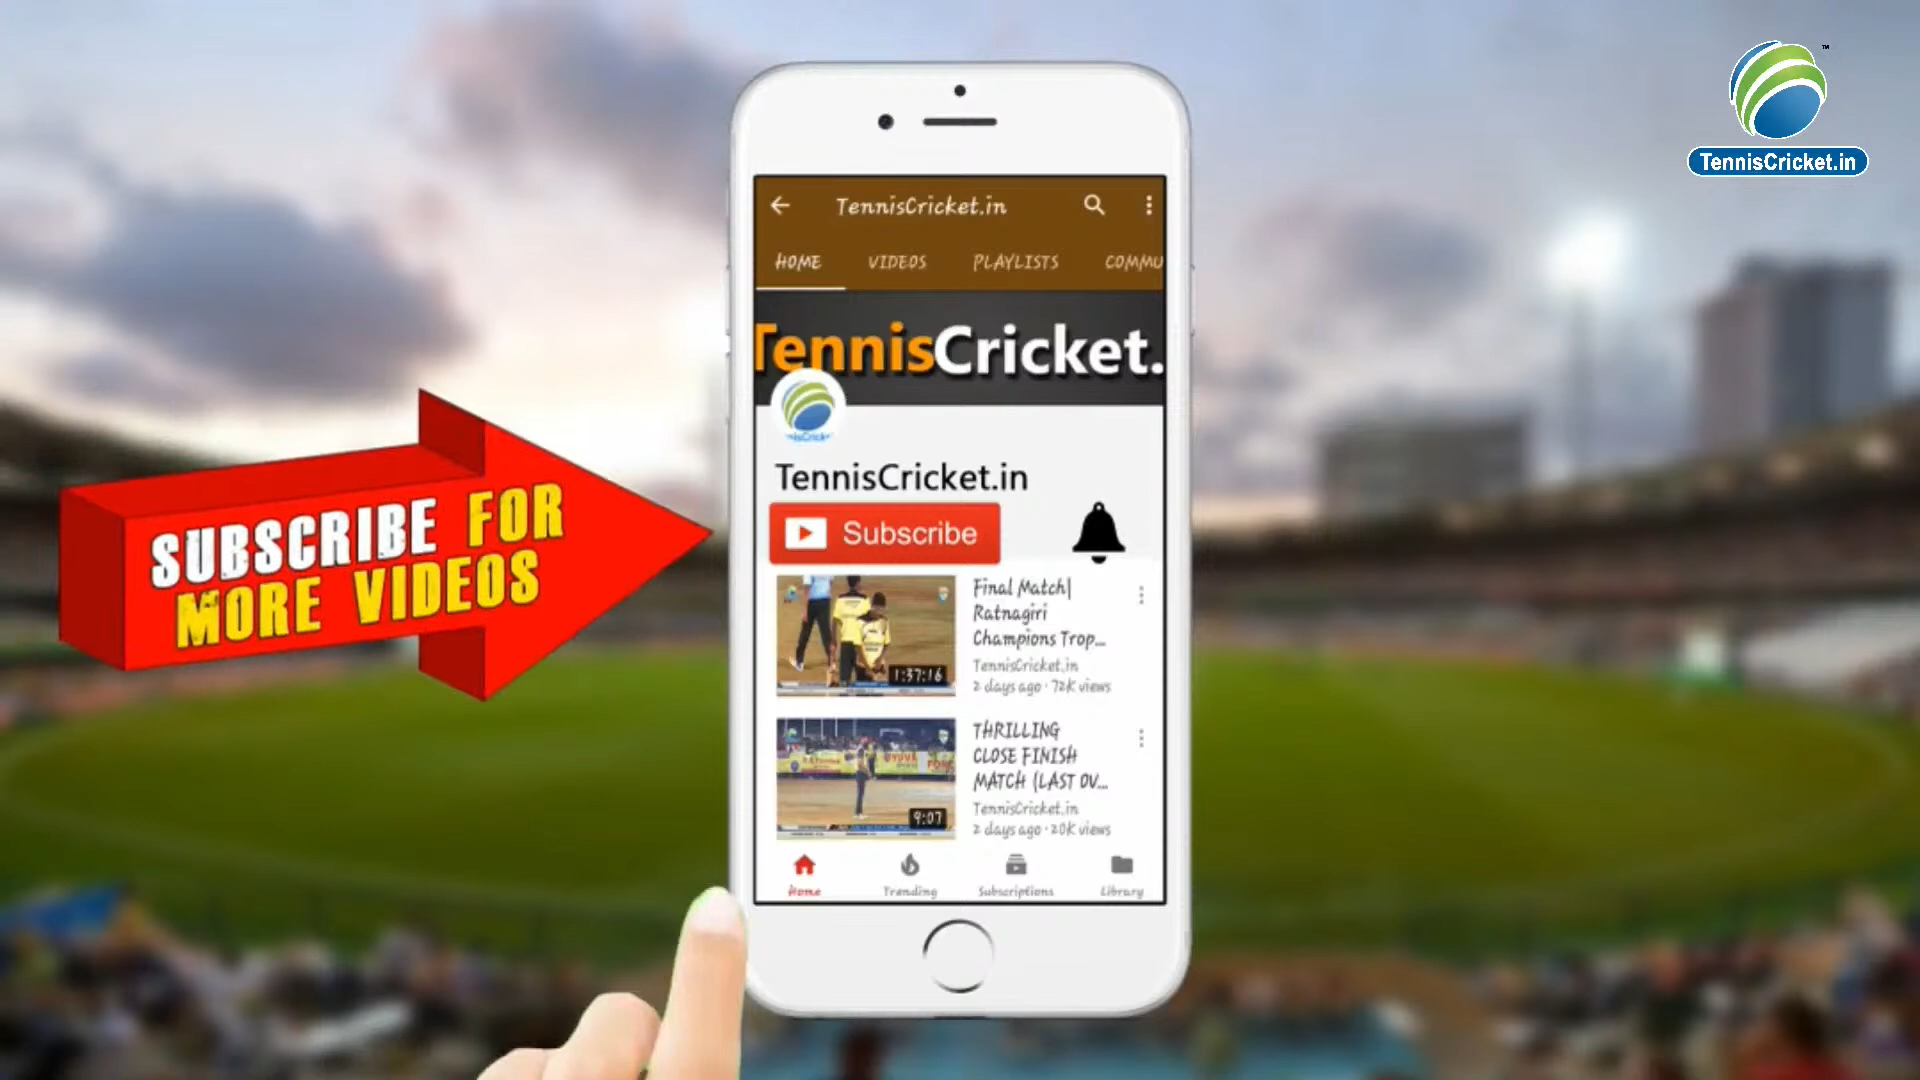 TennisCricket.in
TennisCricket.in
HOME VIDEOS PLAYLISTS COMMU
TennisCricket.
TennisCricket.in
Subscribe
SUBSCRIBE FOR
MORE VIDEOS
Final Match|
Ratnagiri
Champions Trop...
TennisCricket.in
2 days ago · 72K views
1:37:16
THRILLING
CLOSE FINISH
MATCH (LAST OV...
TennisCricket.in
2 days ago · 20K views
9:07
Home Trending Subscriptions Library